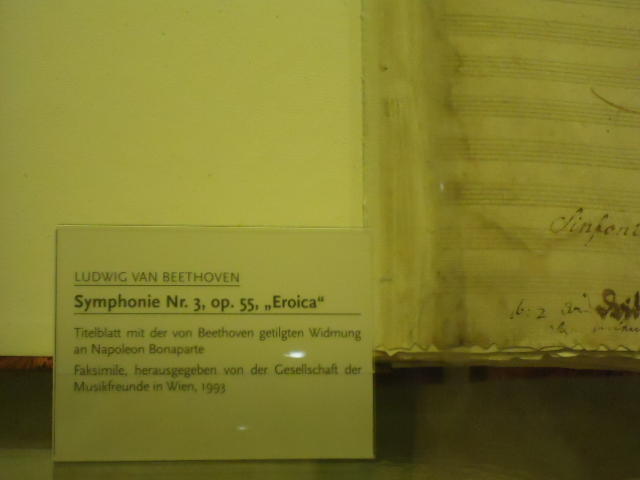 LUDWIG VAN BEETHOVEN
Symphonie Nr. 3, op. 55, „Eroica“
Titelblatt mit der von Beethoven getilgten Widmung
an Napoleon Bonaparte
Faksimile, herausgegeben von der Gesellschaft der
Musikfreunde in Wien, 1993
Sinfoni